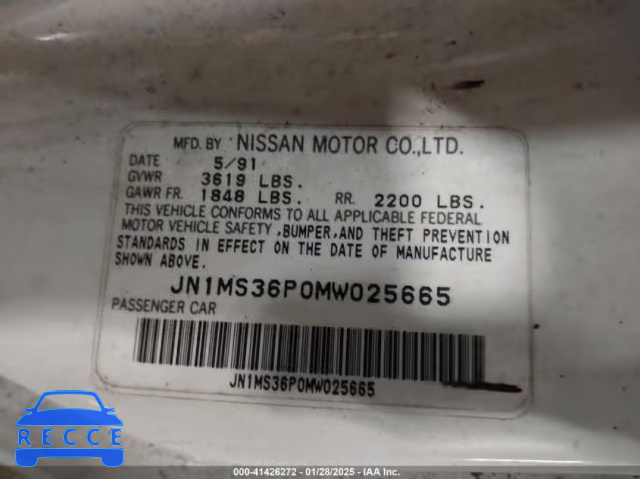 MFD. BY NISSAN MOTOR CO.,LTD.
DATE 5/91
GVWR 3619 LBS.
GAWR FR. 1848 LBS. RR. 2200 LBS.
THIS VEHICLE CONFORMS TO ALL APPLICABLE FEDERAL
MOTOR VEHICLE SAFETY ,BUMPER,AND THEFT PREVENTION
STANDARDS IN EFFECT ON THE DATE OF MANUFACTURE
SHOWN ABOVE.
JN1MS36P0MW025665
PASSENGER CAR
JN1MS36P0MW025665
RECCE
000-41426272 — 01/28/2025 — IAA Inc.